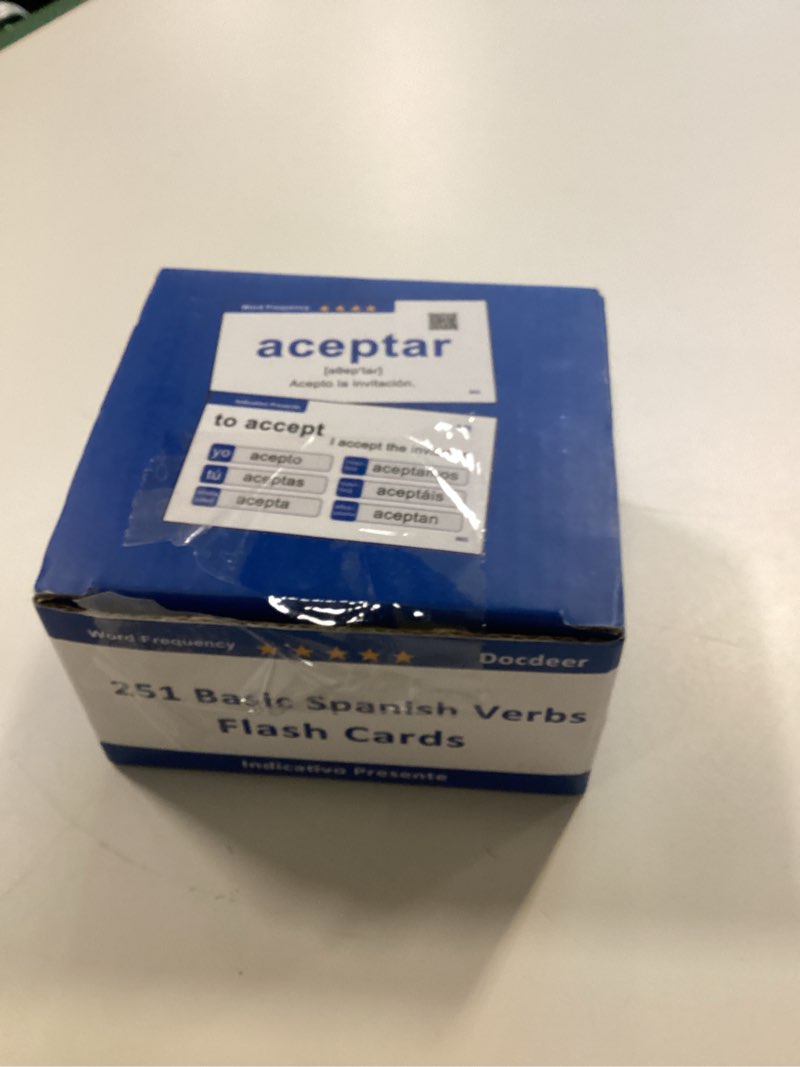 Word Frequency
aceptar
[aθep'tar]
Acepto la invitación.
Indicativo Presente
to accept
I accept the
yo acepto
tú aceptas
acepta
aceptamos
aceptáis
aceptan
Word Frequency
Docdeer
251 Basic Spanish Verbs
Flash Cards
Indicativo Presente